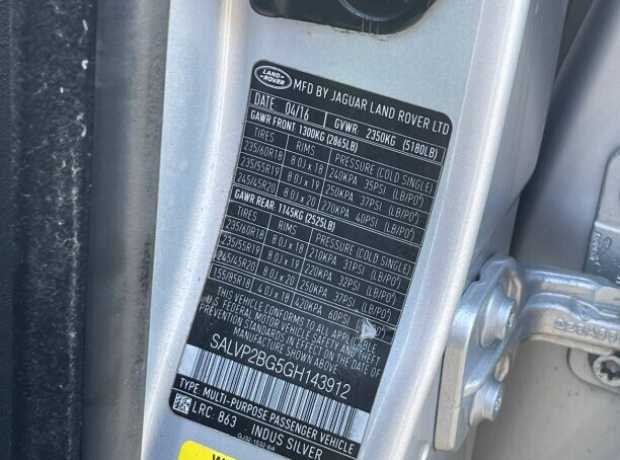 LAND
ROVER
MFD BY JAGUAR LAND ROVER LTD
DATE 04/16 GVWR 2350KG (5180LB)
GAWR FRONT 1300KG (2865LB)
TIRES RIMS PRESSURE (COLD SINGLE)
235/60R18 8.0J x 18 240KPA 35PSI (LB/PO²)
235/55R19 8.0J x 19 250KPA 37PSI (LB/PO²)
245/45R20 8.0J x 20 270KPA 40PSI (LB/PO²)
GAWR REAR: 1145KG (2525LB)
TIRES RIMS PRESSURE (COLD SINGLE)
235/60R18 8.0J x 18 210KPA 31PSI (LB/PO²)
235/55R19 8.0J x 19 220KPA 32PSI (LB/PO²)
245/45R20 8.0J x 20 250KPA 37PSI (LB/PO²)
155/85R18 4.0J x 18 420KPA 60PSI (LB/PO²)
THIS VEHICLE CONFORMS TO ALL APPLICABLE
U.S. FEDERAL MOTOR VEHICLE SAFETY AND BUMPER
STANDARDS IN EFFECT ON THE DATE OF
MANUFACTURE SHOWN ABOVE.
SALVP2BG5GH143912
TYPE: MULTI-PURPOSE PASSENGER VEHICLE
LRC: 863 INDUS SILVER